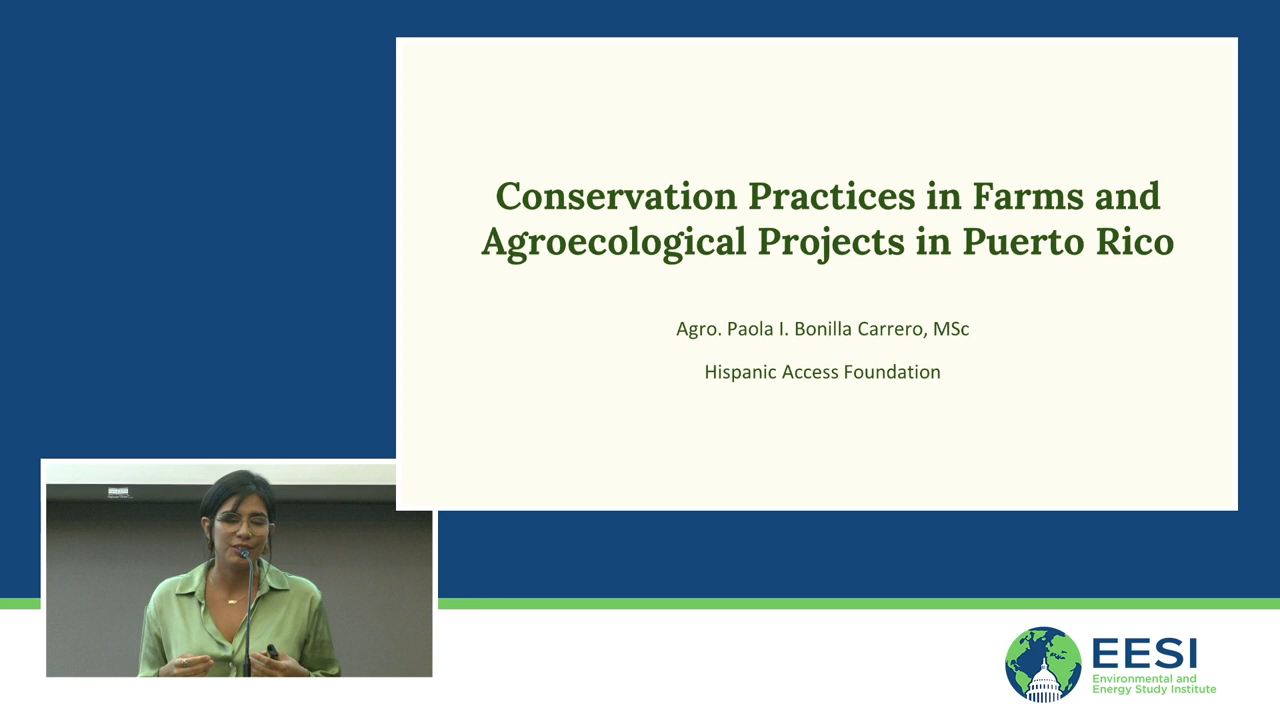 Conservation Practices in Farms and
Agroecological Projects in Puerto Rico
Agro. Paola I. Bonilla Carrero, MSc
Hispanic Access Foundation
EESI
Environmental and
Energy Study Institute